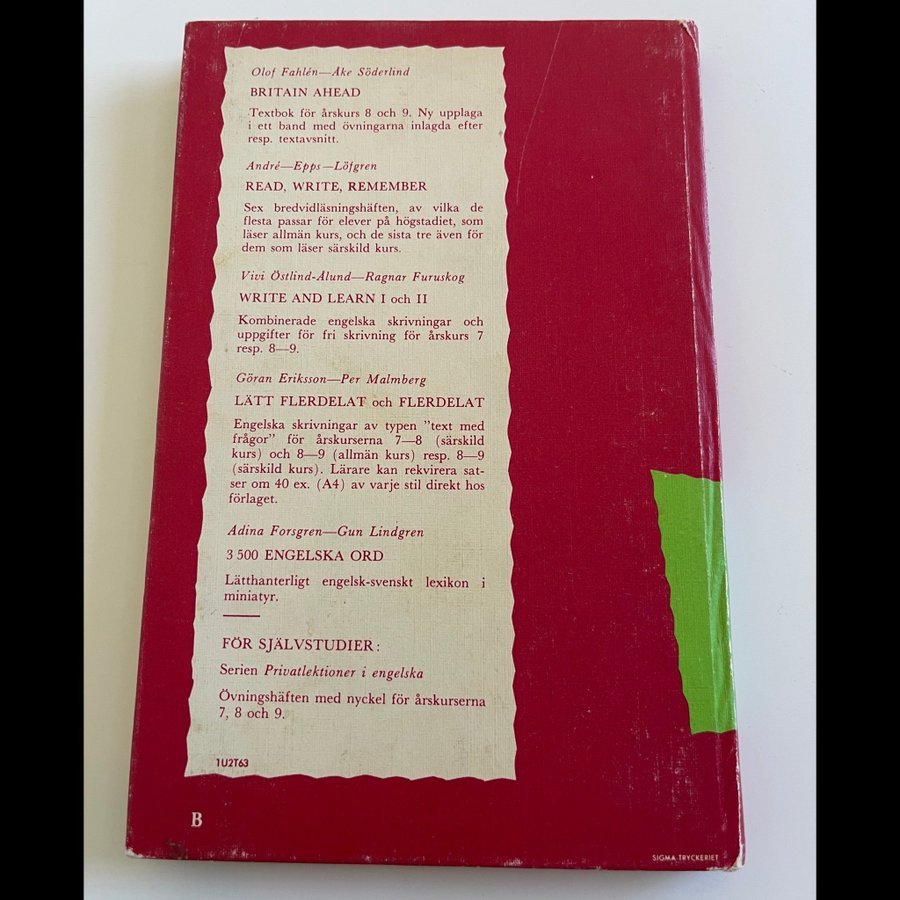 Olof Fahlén—Åke Söderlind
BRITAIN AHEAD
Textbok för årskurs 8 och 9. Ny upplaga
i ett band med övningarna inlagda efter
resp. textavsnitt.
André—Epps—Löfgren
READ, WRITE, REMEMBER
Sex bredvidläsningshäften, av vilka de
flesta passar för elever på högstadiet, som
läser allmän kurs, och de sista tre även för
dem som läser särskild kurs.
Vivi Östlind-Ålund—Ragnar Furuskog
WRITE AND LEARN I och II
Kombinerade engelska skrivningar och
uppgifter för fri skrivning för årskurs 7
resp. 8—9.
Göran Eriksson—Per Malmberg
LÄTT FLERDELAT och FLERDELAT
Engelska skrivningar av typen ”text med
frågor” för årskurserna 7—8 (särskild
kurs) och 8—9 (allmän kurs) resp. 8—9
(särskild kurs). Lärare kan rekvirera sat-
ser om 40 ex. (A4) av varje stil direkt hos
förlaget.
Adina Forsgren—Gun Lindgren
3 500 ENGELSKA ORD
Lätthanterligt engelsk-svenskt lexikon i
miniatyr.
FÖR SJÄLVSTUDIER:
Serien Privatlektioner i engelska
Övningshäften med nyckel för årskurserna
7, 8 och 9.
1U2T63
B
SIGMA TRYCKERIET